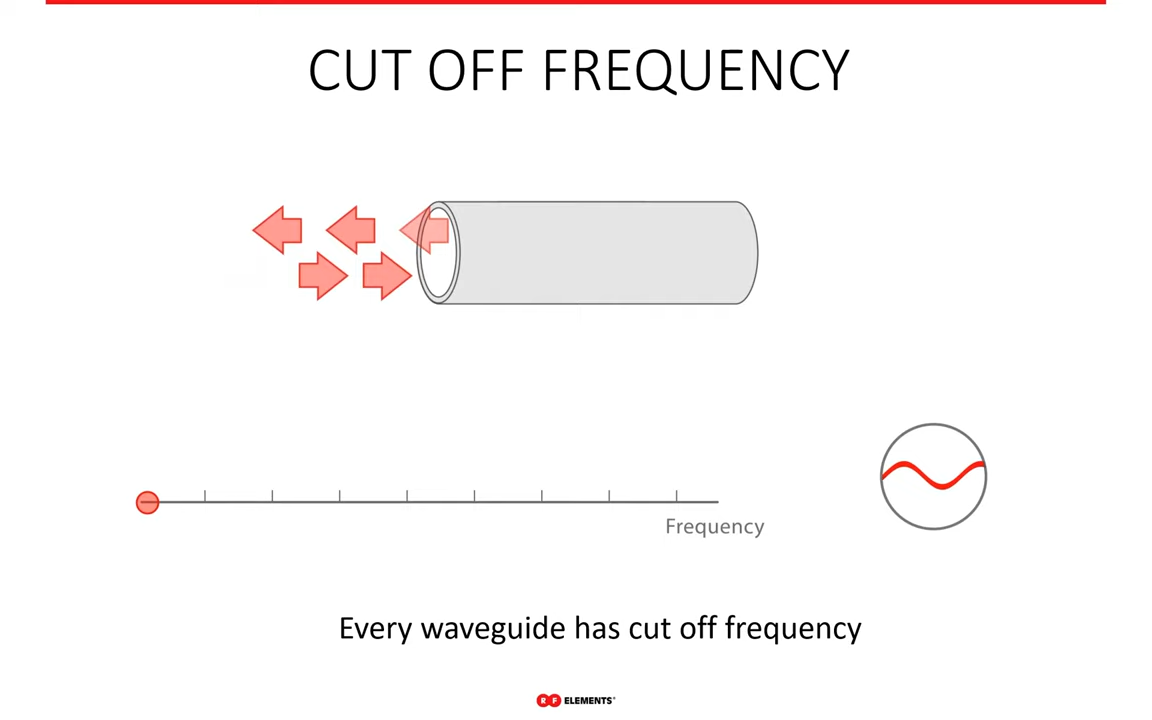 CUT OFF FREQUENCY
Frequency
Every waveguide has cut off frequency
RF ELEMENTS®